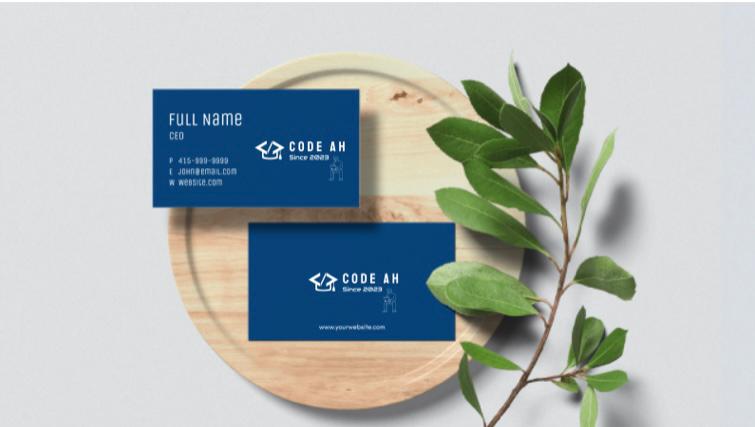 Full Name
CEO
P 415-999-9999
E john@email.com
W website.com
CODE AH
Since 2023
CODE AH
Since 2023
www.yourwebsite.com